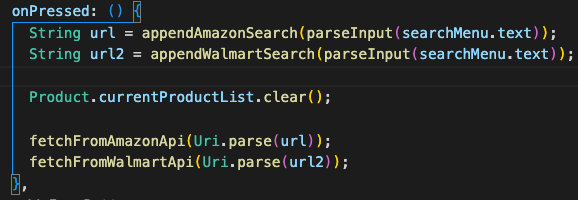 onPressed: () {
String url = appendAmazonSearch(parseInput(searchMenu.text));
String url2 = appendWalmartSearch(parseInput(searchMenu.text));
Product.currentProductList.clear();
fetchFromAmazonApi(Uri.parse(url));
fetchFromWalmartApi(Uri.parse(url2));
},